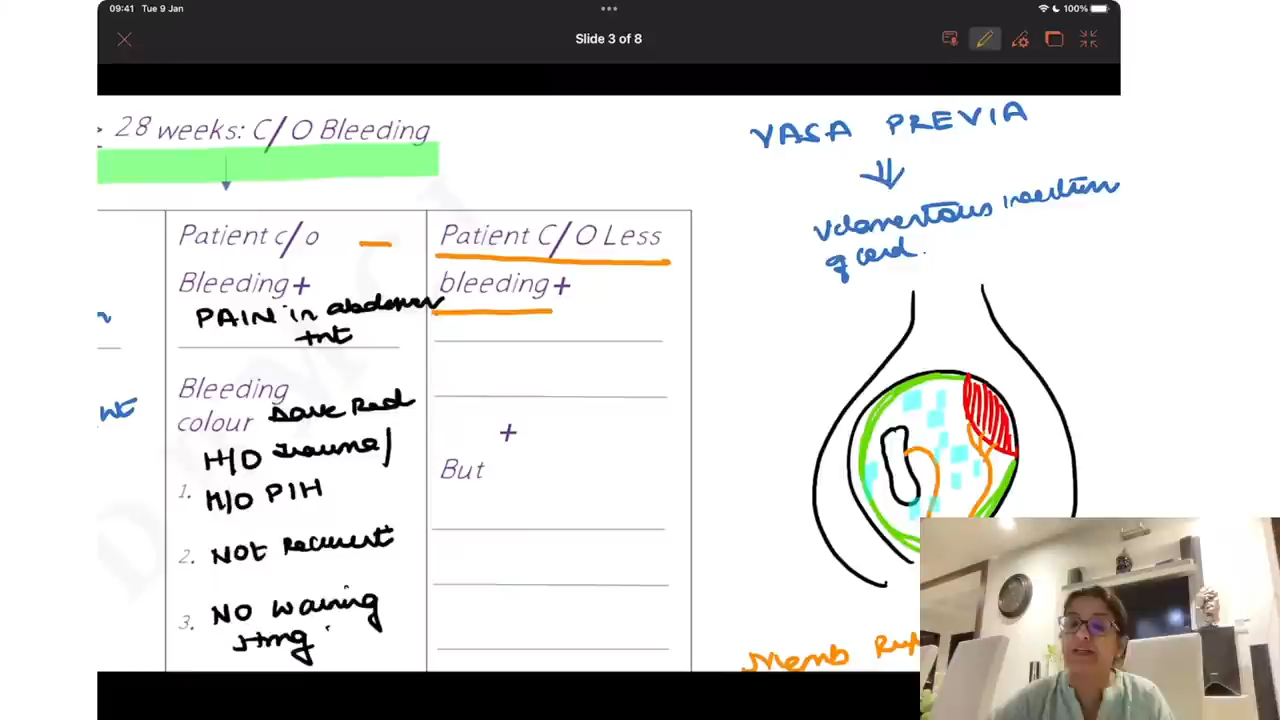 09:41 Tue 9 Jan
100%
Slide 3 of 8
28 weeks: C/O Bleeding
Patient c/o
Bleeding+
PAIN in abdomen
+nt
Bleeding
colour Dark Red
H/O Trauma/
1. H/O PIH
2. NOT Recurrent
3. NO warning
Patient C/O Less
bleeding+
+
But
VASA PREVIA
insertion
of cord.
Memb